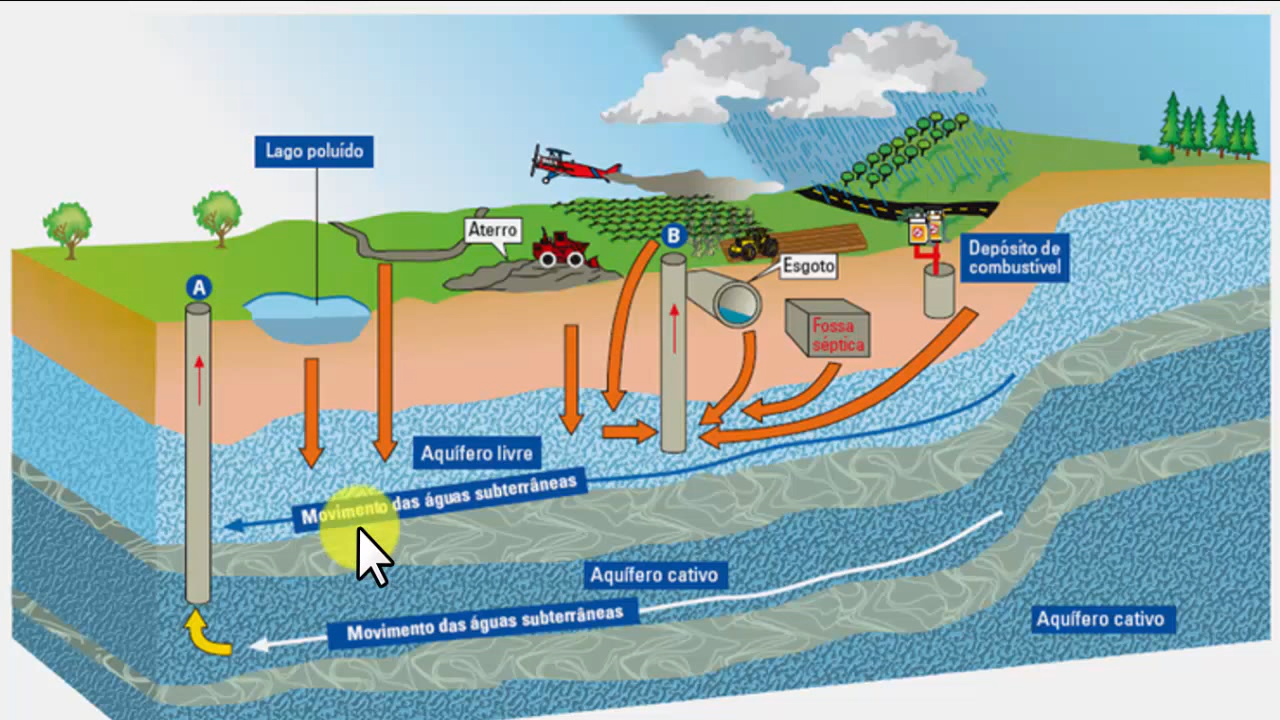 Lago poluído
Aterro
B
Esgoto
Depósito de
combustível
A
Fossa
séptica
Aquífero livre
Movimento das águas subterrâneas
Aquífero cativo
Movimento das águas subterrâneas
Aquífero cativo